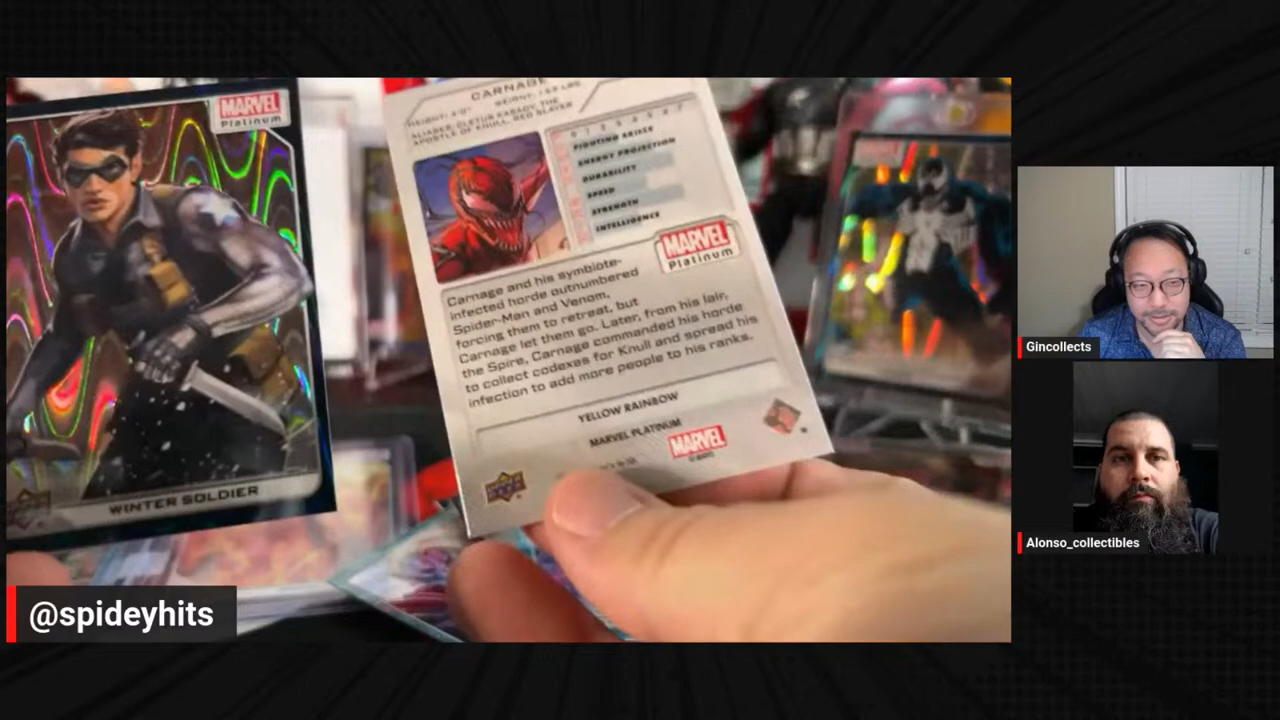 MARVEL
Platinum
WINTER SOLDIER
CARNAGE
ALIASES: CLETUS KASADY, THE
APOSTLE OF KNULL, RED SLAYER
FIGHTING SKILLS
ENERGY PROJECTION
DURABILITY
SPEED
STRENGTH
INTELLIGENCE
MARVEL
Platinum
Carnage and his symbiote-
infected horde outnumbered
Spider-Man and Venom,
forcing them to retreat, but
Carnage let them go. Later, from his lair,
the Spire, Carnage commanded his horde
to collect codexas for Knull and spread his
infection to add more people to his ranks.
YELLOW RAINBOW
MARVEL PLATINUM
MARVEL
@spideyhits
Gincollects
Alonso_collectibles